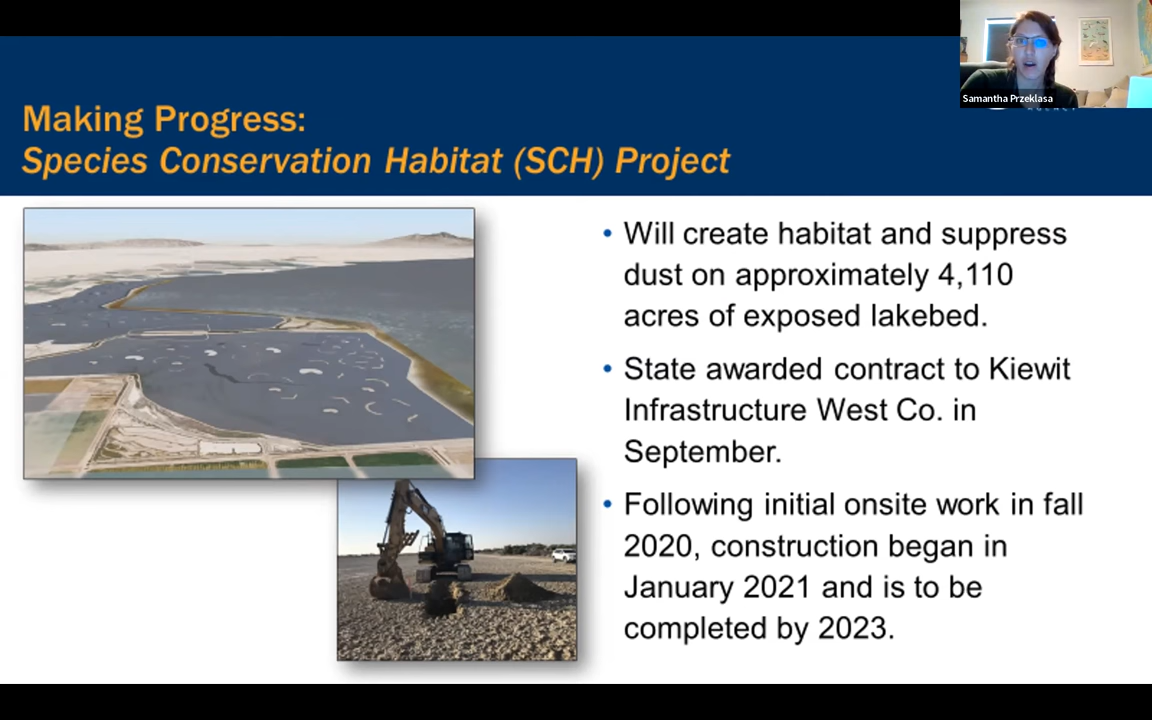 Samantha Przeklasa
Making Progress:
Species Conservation Habitat (SCH) Project
• Will create habitat and suppress
dust on approximately 4,110
acres of exposed lakebed.
• State awarded contract to Kiewit
Infrastructure West Co. in
September.
• Following initial onsite work in fall
2020, construction began in
January 2021 and is to be
completed by 2023.